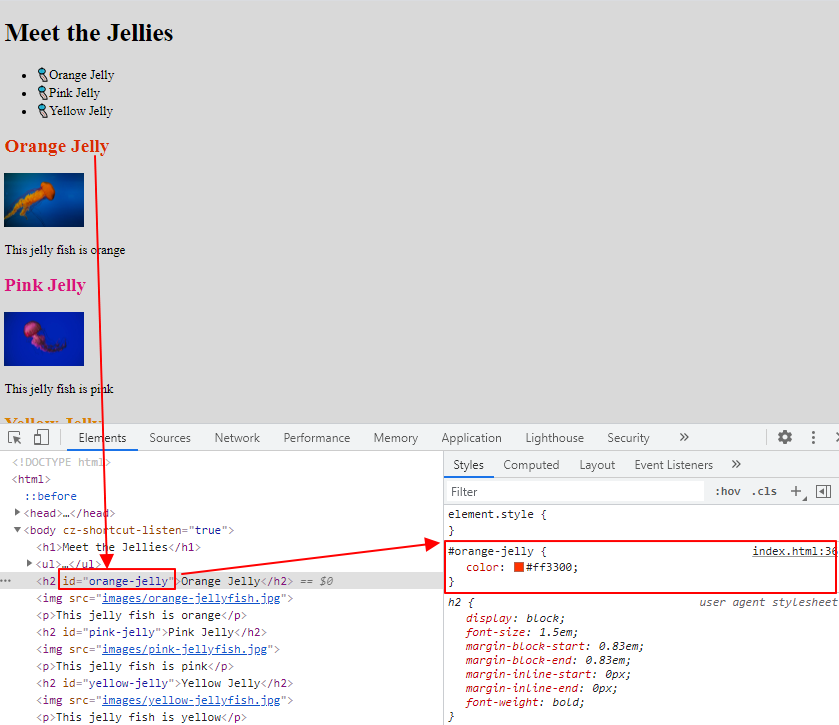 Meet the Jellies
Orange Jelly
Pink Jelly
Yellow Jelly
Orange Jelly
This jelly fish is orange
Pink Jelly
This jelly fish is pink
Yellow Jelly
Elements Sources Network Performance Memory Application Lighthouse Security »
<!DOCTYPE html>
<html>
::before
▶<head>…</head>
▼<body cz-shortcut-listen="true">
<h1>Meet the Jellies</h1>
▶<ul>…</ul>
<h2 id="orange-jelly">Orange Jelly</h2> == $0
<img src="images/orange-jellyfish.jpg">
<p>This jelly fish is orange</p>
<h2 id="pink-jelly">Pink Jelly</h2>
<img src="images/pink-jellyfish.jpg">
<p>This jelly fish is pink</p>
<h2 id="yellow-jelly">Yellow Jelly</h2>
<img src="images/yellow-jellyfish.jpg">
<p>This jelly fish is yellow</p>
Styles Computed Layout Event Listeners »
Filter :hov .cls +
element.style {
}
#orange-jelly { index.html:36
color: #ff3300;
}
h2 { user agent stylesheet
display: block;
font-size: 1.5em;
margin-block-start: 0.83em;
margin-block-end: 0.83em;
margin-inline-start: 0px;
margin-inline-end: 0px;
font-weight: bold;
}